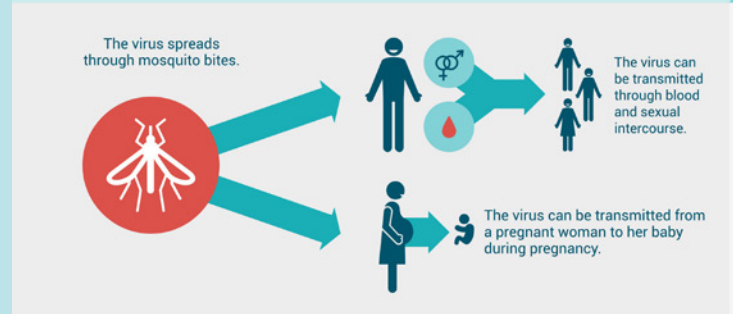 The virus spreads
through mosquito bites.
The virus can
be transmitted
through blood
and sexual
intercourse.
The virus can be transmitted from
a pregnant woman to her baby
during pregnancy.